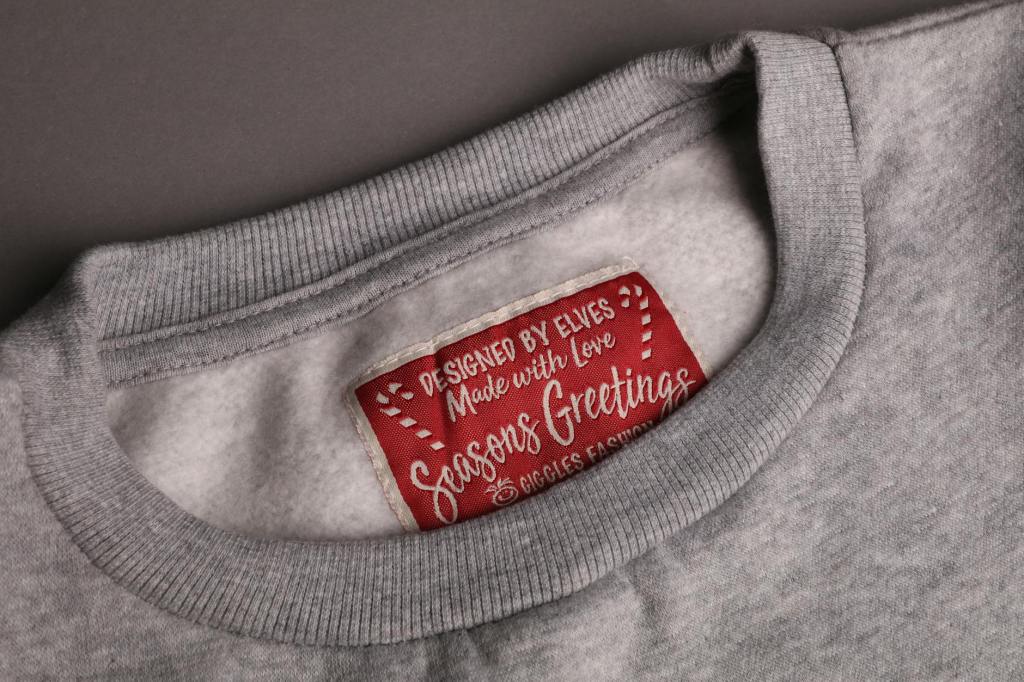 DESIGNED BY ELVES
Made with Love
Seasons Greetings
GIGGLES FASHION